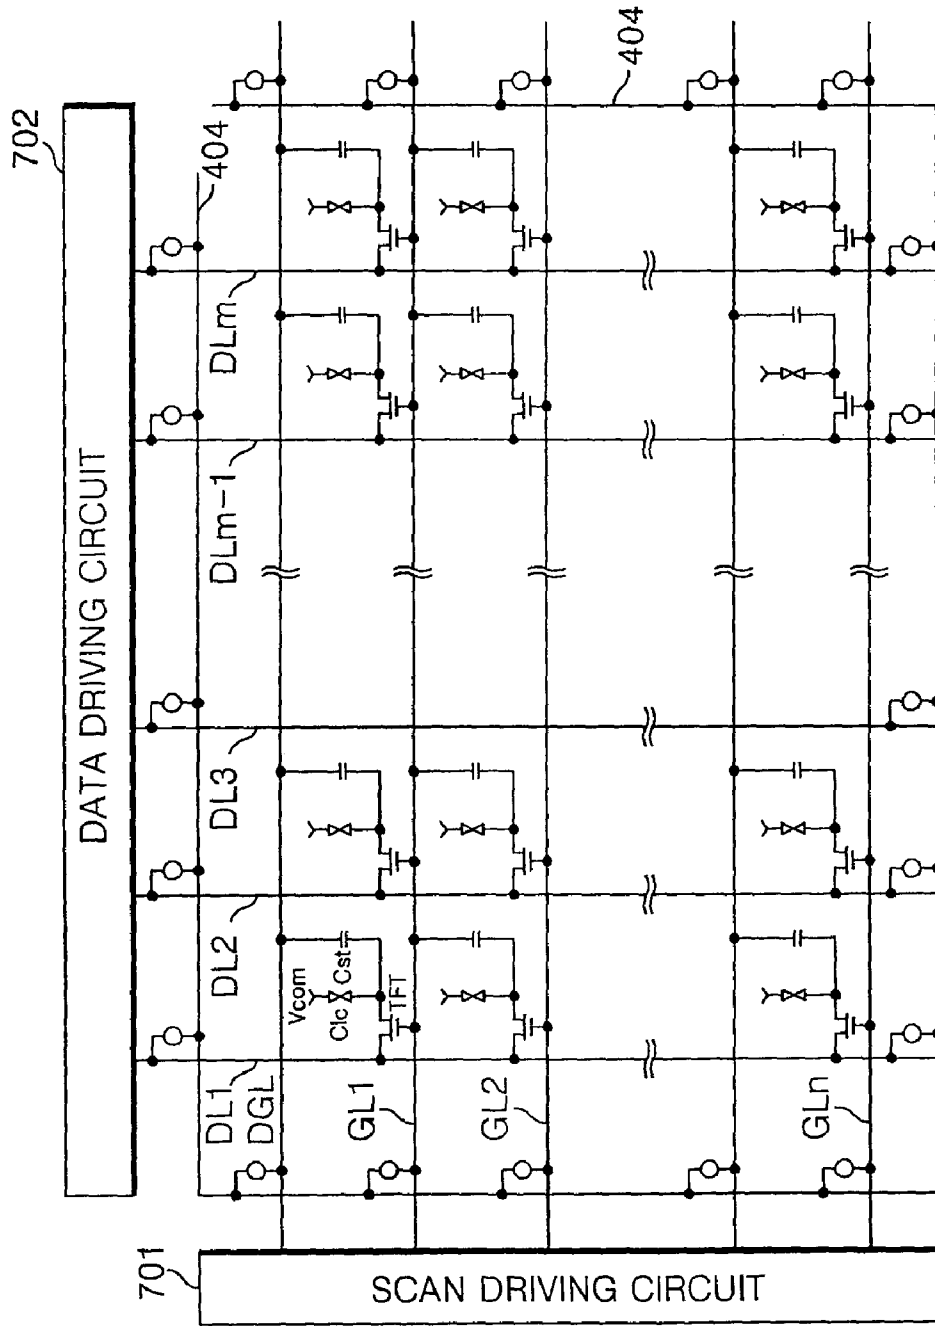 702
DATA DRIVING CIRCUIT
404
404
DL1
DL2
DL3
DLm-1
DLm
DGL
Vcom
Clc
Cst
TFT
GL1
GL2
GLn
701
SCAN DRIVING CIRCUIT